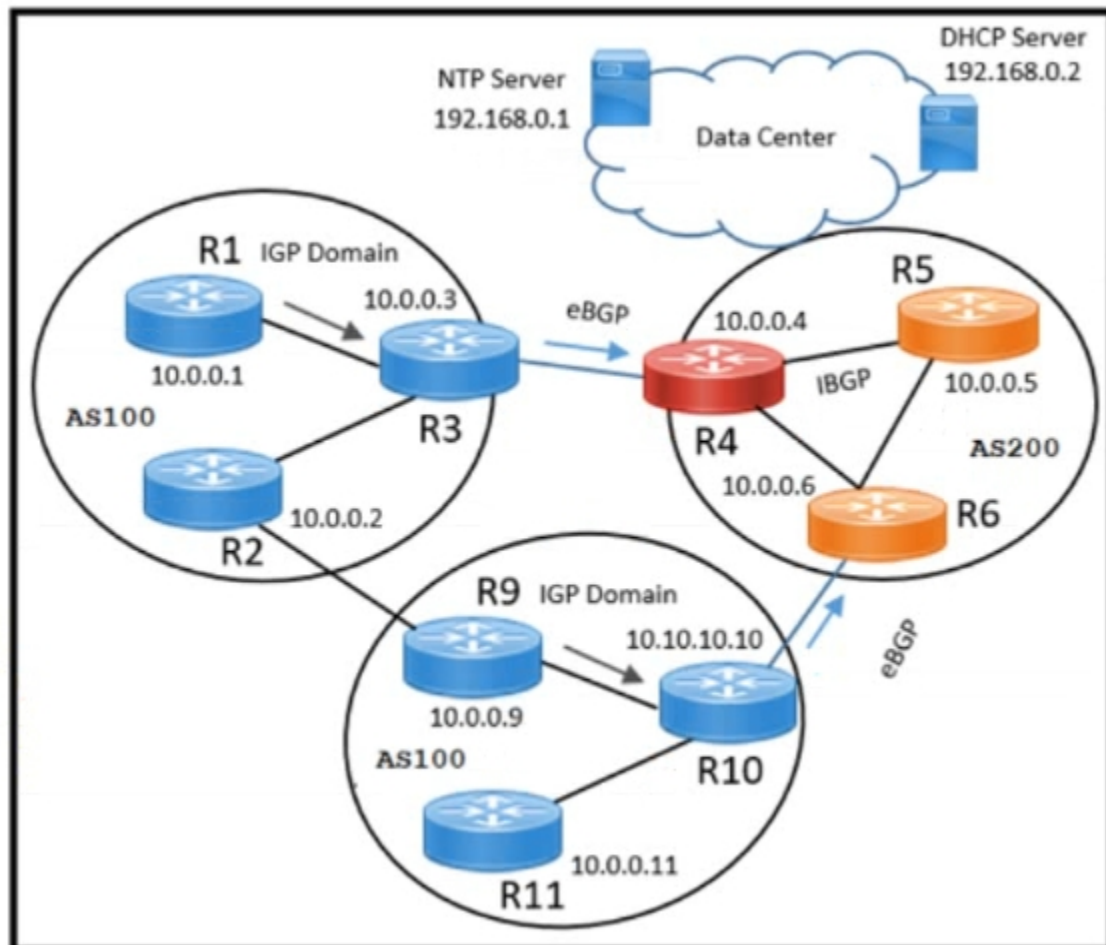 DHCP Server
192.168.0.2
NTP Server
192.168.0.1
Data Center
R1
IGP Domain
10.0.0.3
10.0.0.1
AS100
R3
R2
10.0.0.2
eBGP
R5
10.0.0.4
IBGP
10.0.0.5
R4
AS200
10.0.0.6
R6
R9
IGP Domain
10.10.10.10
eBGP
10.0.0.9
AS100
R10
R11
10.0.0.11